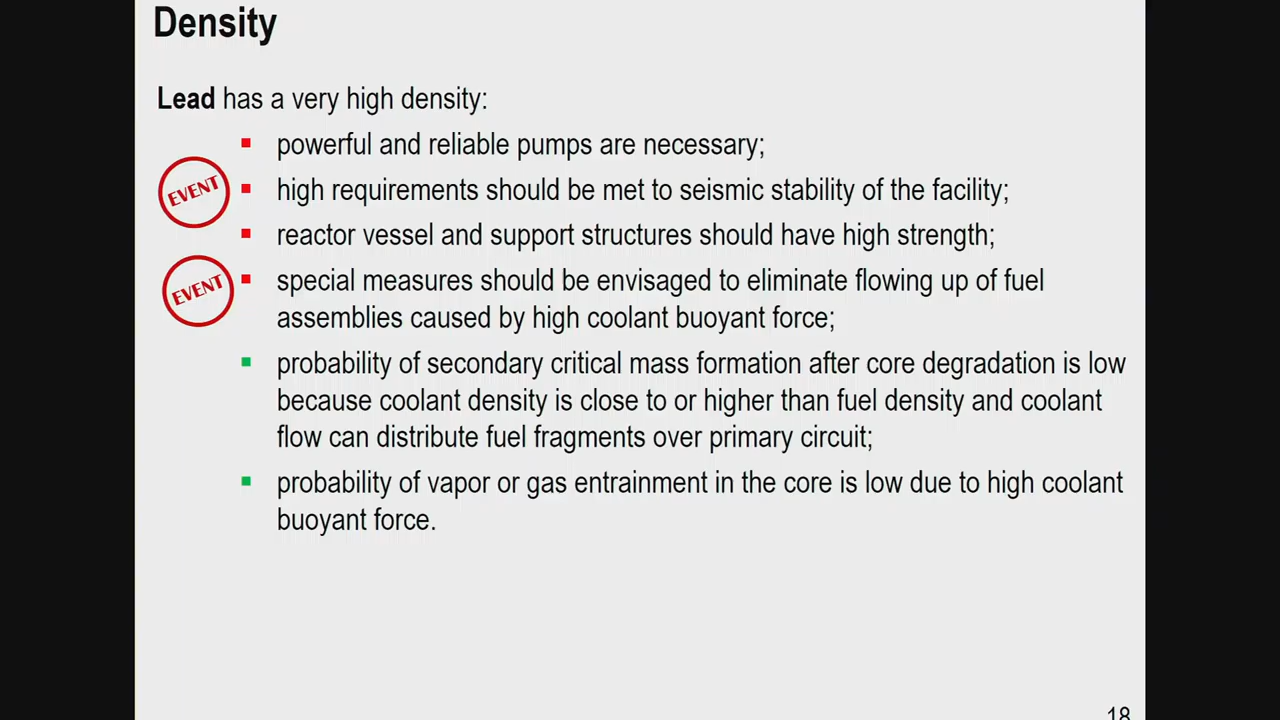 Density
Lead has a very high density:
powerful and reliable pumps are necessary;
EVENT
high requirements should be met to seismic stability of the facility;
reactor vessel and support structures should have high strength;
EVENT
special measures should be envisaged to eliminate flowing up of fuel
assemblies caused by high coolant buoyant force;
probability of secondary critical mass formation after core degradation is low
because coolant density is close to or higher than fuel density and coolant
flow can distribute fuel fragments over primary circuit;
probability of vapor or gas entrainment in the core is low due to high coolant
buoyant force.
18